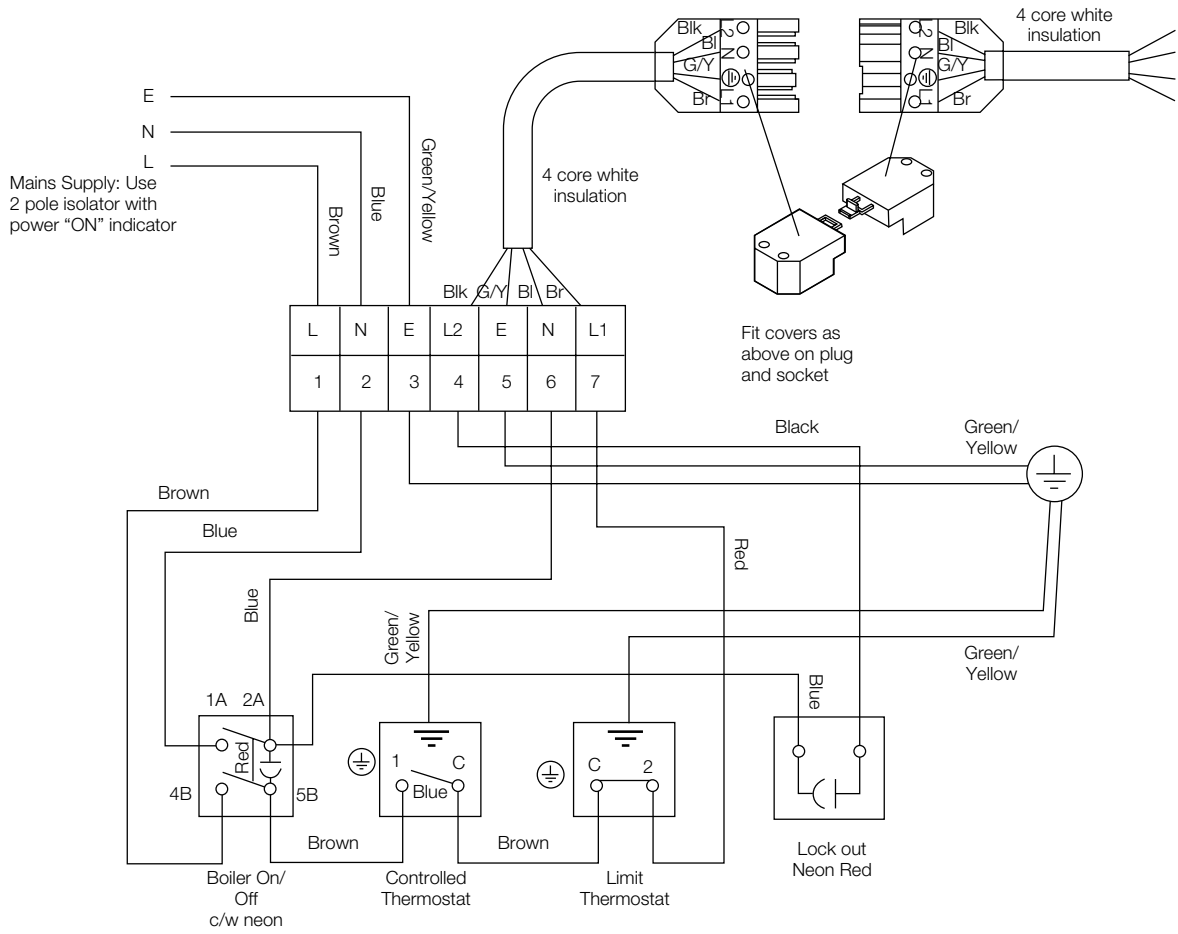 4 core white
insulation
Blk
Bl
G/Y
Br
L2
N
L1
L2
N
L1
Blk
Bl
G/Y
Br
E
N
L
Mains Supply: Use
2 pole isolator with
power “ON” indicator
Brown
Blue
Green/Yellow
4 core white
insulation
Blk G/Y Bl Br
L N E L2 E N L1
1 2 3 4 5 6 7
Fit covers as
above on plug
and socket
Black
Green/
Yellow
Brown
Blue
Red
Blue
Green/
Yellow
Green/
Yellow
Blue
1A 2A
Red
4B
5B
1 C
Blue
C 2
Brown
Brown
Boiler On/
Off
c/w neon
Controlled
Thermostat
Limit
Thermostat
Lock out
Neon Red